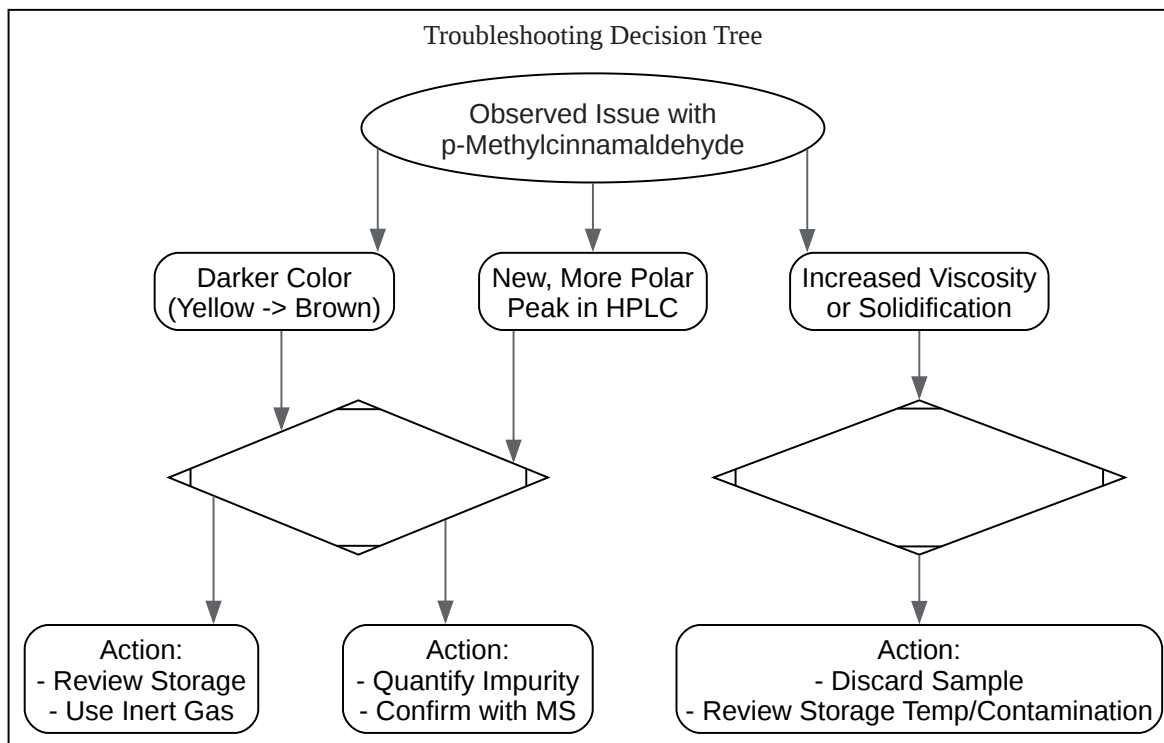 Troubleshooting Decision Tree
Observed Issue with
p-Methylcinnamaldehyde
Darker Color
(Yellow -> Brown)
New, More Polar
Peak in HPLC
Increased Viscosity
or Solidification
Action:
- Review Storage
- Use Inert Gas
Action:
- Quantify Impurity
- Confirm with MS
Action:
- Discard Sample
- Review Storage Temp/Contamination